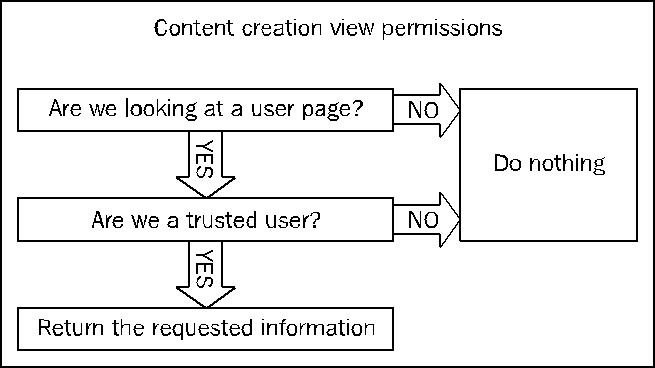 Content creation view permissions
Are we looking at a user page?
NO
YES
Do nothing
Are we a trusted user?
NO
YES
Return the requested information